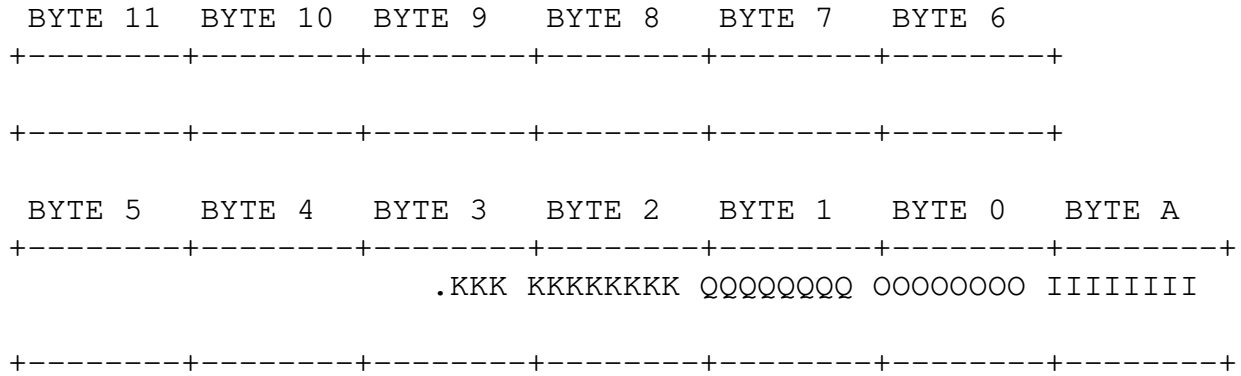 BYTE 11 BYTE 10 BYTE 9 BYTE 8 BYTE 7 BYTE 6
+--------+--------+--------+--------+--------+--------+
+--------+--------+--------+--------+--------+--------+
BYTE 5 BYTE 4 BYTE 3 BYTE 2 BYTE 1 BYTE 0 BYTE A
+--------+--------+--------+--------+--------+--------+--------+
.KKK KKKKKKKK QQQQQQQQ OOOOOOOO IIIIIIII
+--------+--------+--------+--------+--------+--------+--------+